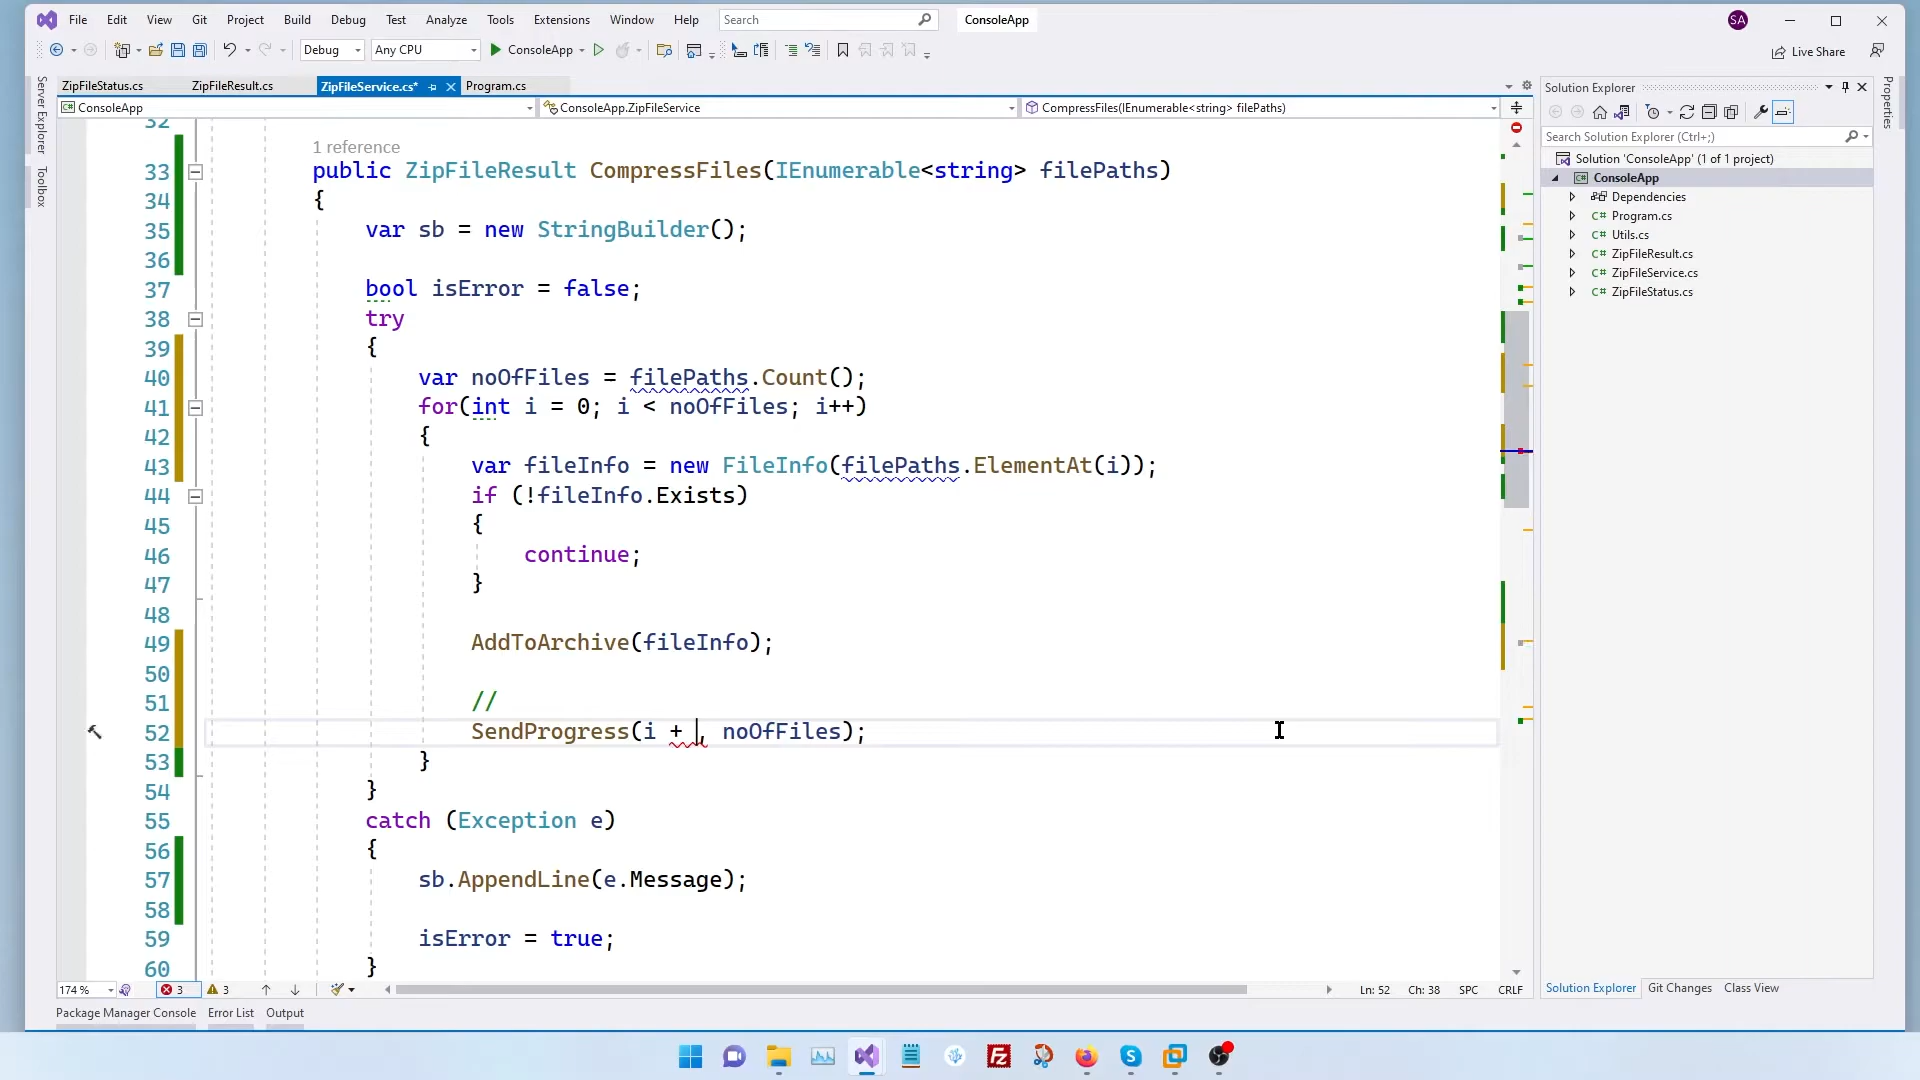 File Edit View Git Project Build Debug Test Analyze Tools Extensions Window Help Search ConsoleApp SA
Debug Any CPU ConsoleApp Live Share
ZipFileStatus.cs ZipFileResult.cs ZipFileService.cs* Program.cs
ConsoleApp ConsoleApp.ZipFileService CompressFiles(IEnumerable<string> filePaths)
Server Explorer
Toolbox
32
1 reference
33 public ZipFileResult CompressFiles(IEnumerable<string> filePaths)
34 {
35 var sb = new StringBuilder();
36
37 bool isError = false;
38 try
39 {
40 var noOfFiles = filePaths.Count();
41 for(int i = 0; i < noOfFiles; i++)
42 {
43 var fileInfo = new FileInfo(filePaths.ElementAt(i));
44 if (!fileInfo.Exists)
45 {
46 continue;
47 }
48
49 AddToArchive(fileInfo);
50
51 //
52 SendProgress(i + , noOfFiles);
53 }
54 }
55 catch (Exception e)
56 {
57 sb.AppendLine(e.Message);
58
59 isError = true;
60 }
174 % 3 3 Ln: 52 Ch: 38 SPC CRLF
Package Manager Console Error List Output
Solution Explorer
Search Solution Explorer (Ctrl+;)
Solution 'ConsoleApp' (1 of 1 project)
C# ConsoleApp
Dependencies
C# Program.cs
C# Utils.cs
C# ZipFileResult.cs
C# ZipFileService.cs
C# ZipFileStatus.cs
Solution Explorer Git Changes Class View
Properties
Fz